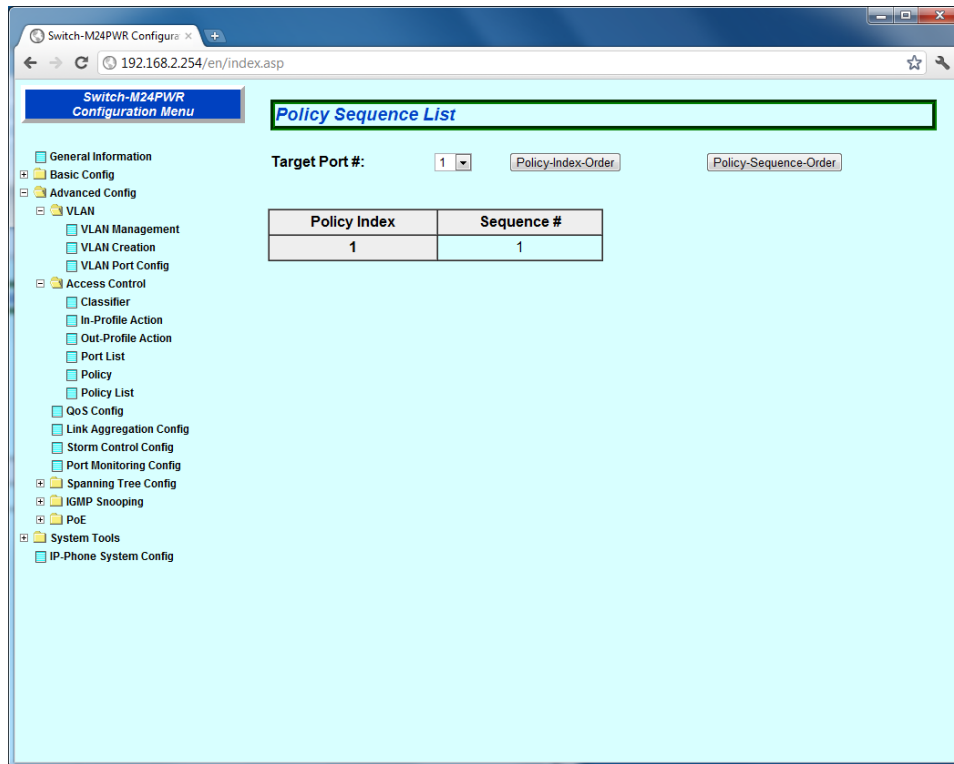 Switch-M24PWR Configura
192.168.2.254/en/index.asp
Switch-M24PWR
Configuration Menu
General Information
Basic Config
Advanced Config
VLAN
VLAN Management
VLAN Creation
VLAN Port Config
Access Control
Classifier
In-Profile Action
Out-Profile Action
Port List
Policy
Policy List
QoS Config
Link Aggregation Config
Storm Control Config
Port Monitoring Config
Spanning Tree Config
IGMP Snooping
PoE
System Tools
IP-Phone System Config
Policy Sequence List
Target Port #: 1 Policy-Index-Order Policy-Sequence-Order
Policy Index Sequence #
1 1